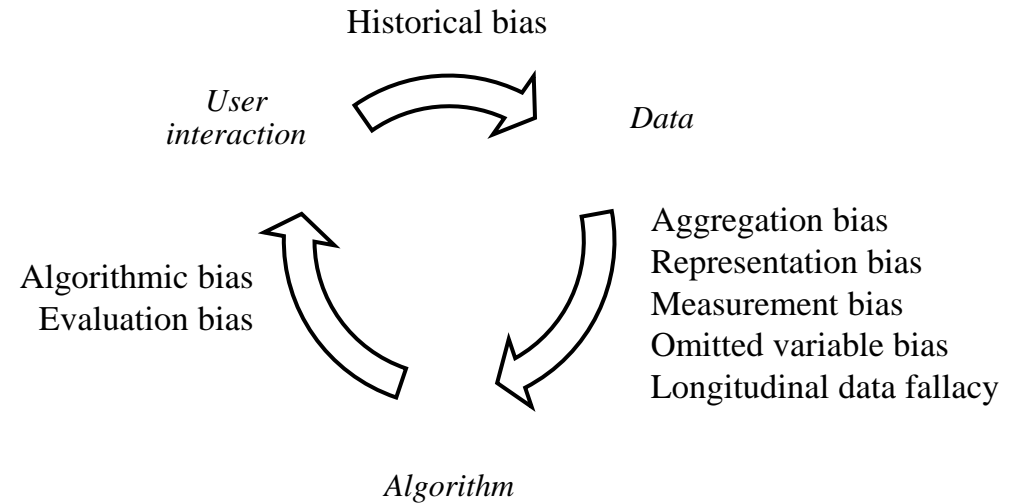 Historical bias
User
interaction
Data
Aggregation bias
Representation bias
Measurement bias
Omitted variable bias
Longitudinal data fallacy
Algorithmic bias
Evaluation bias
Algorithm